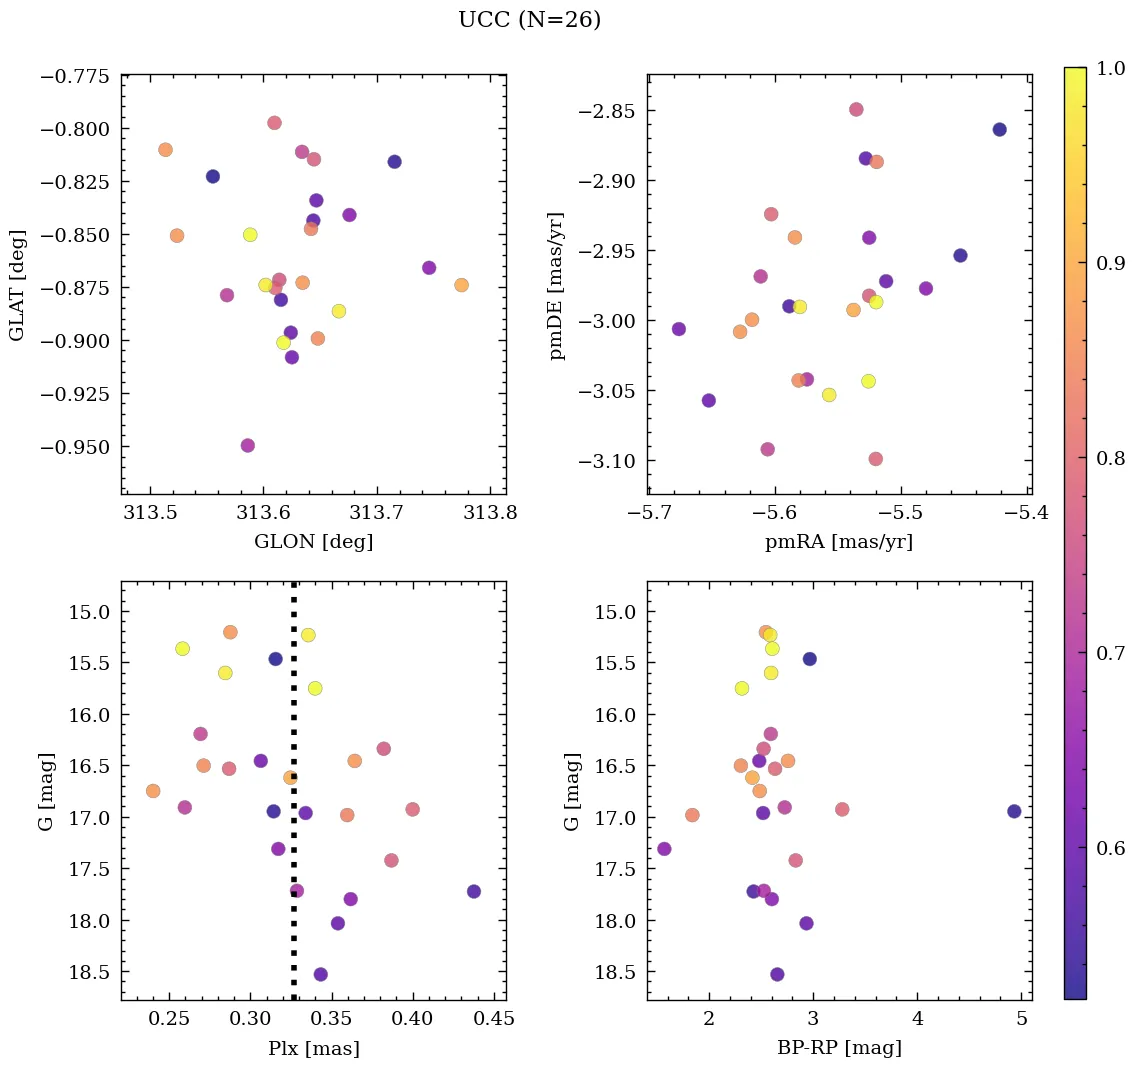 UCC (N=26)
−0.775
−0.800
−0.825
−0.850
−0.875
−0.900
−0.925
−0.950
GLAT [deg]
313.5 313.6 313.7 313.8
GLON [deg]
−2.85
−2.90
−2.95
−3.00
−3.05
−3.10
pmDE [mas/yr]
−5.7 −5.6 −5.5 −5.4
pmRA [mas/yr]
15.0
15.5
16.0
16.5
17.0
17.5
18.0
18.5
G [mag]
0.25 0.30 0.35 0.40 0.45
Plx [mas]
15.0
15.5
16.0
16.5
17.0
17.5
18.0
18.5
G [mag]
2 3 4 5
BP-RP [mag]
1.0
0.9
0.8
0.7
0.6